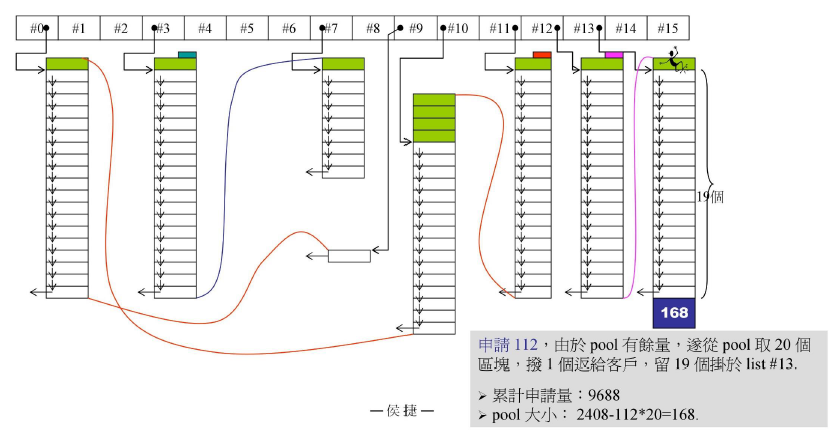 #0 #1 #2 #3 #4 #5 #6 #7 #8 #9 #10 #11 #12 #13 #14 #15
19個
168
申請 112，由於 pool 有餘量，遂從 pool 取 20 個
區塊，撥 1 個返給客戶，留 19 個掛於 list #13.
➢ 累計申請量：9688
➢ pool 大小： 2408-112*20=168.
— 侯 捷 —